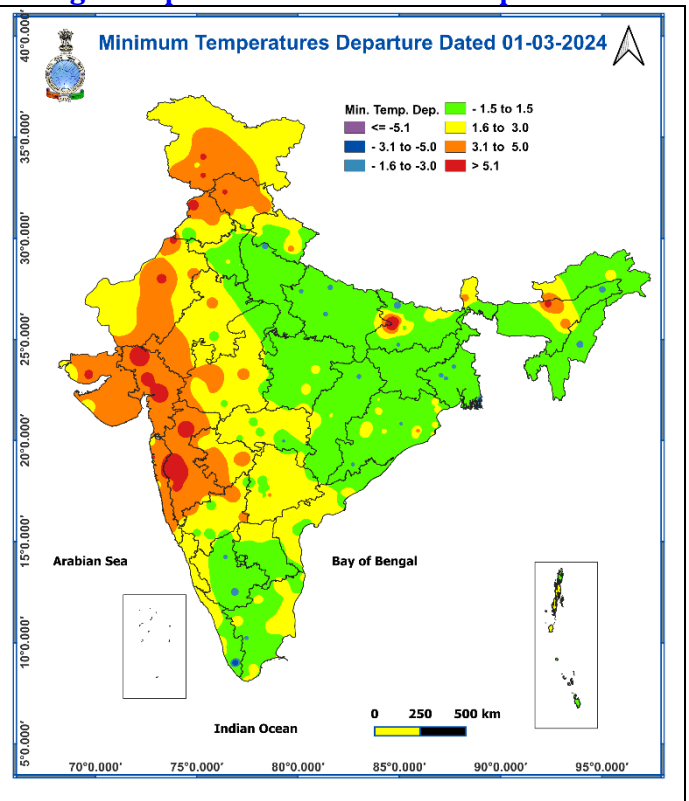 Minimum Temperatures Departure Dated 01-03-2024
Min. Temp. Dep.
<= -5.1
- 3.1 to -5.0
- 1.6 to -3.0
- 1.5 to 1.5
1.6 to 3.0
3.1 to 5.0
> 5.1
40°0.000'
35°0.000'
30°0.000'
25°0.000'
20°0.000'
15°0.000'
10°0.000'
5°0.000'
Arabian Sea
Bay of Bengal
Indian Ocean
0 250 500 km
70°0.000' 75°0.000' 80°0.000' 85°0.000' 90°0.000' 95°0.000'